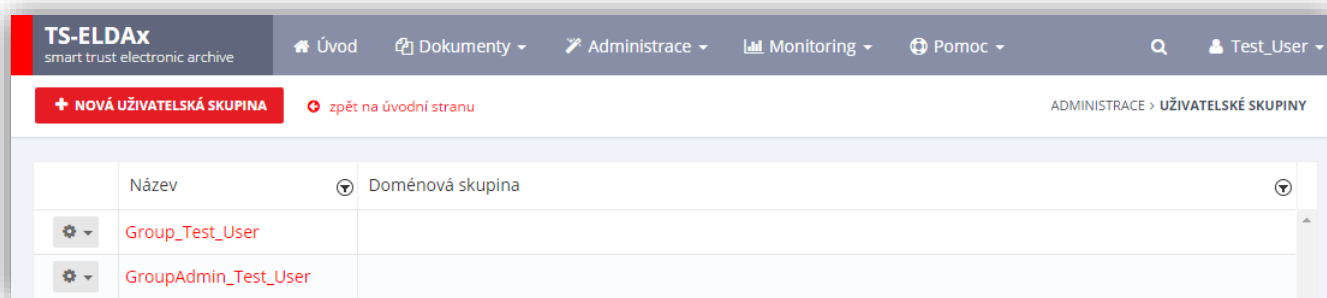 TS-ELDAx
smart trust electronic archive
Úvod Dokumenty Administrace Monitoring Pomoc Test_User
NOVÁ UŽIVATELSKÁ SKUPINA zpět na úvodní stranu ADMINISTRACE > UŽIVATELSKÉ SKUPINY
Název Doménová skupina
Group_Test_User
GroupAdmin_Test_User